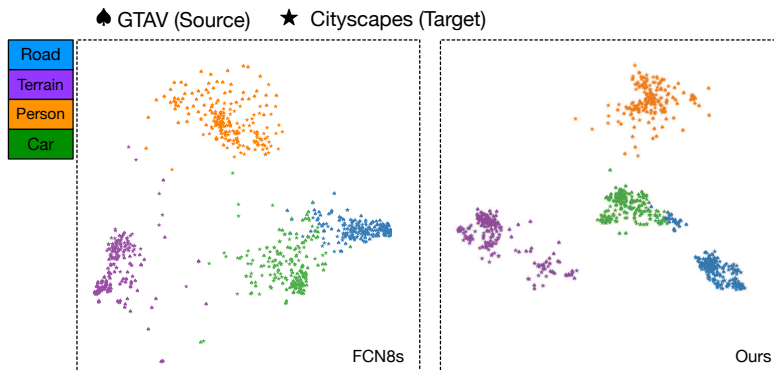 ♠ GTAV (Source) ★ Cityscapes (Target)
Road
Terrain
Person
Car
FCN8s
Ours